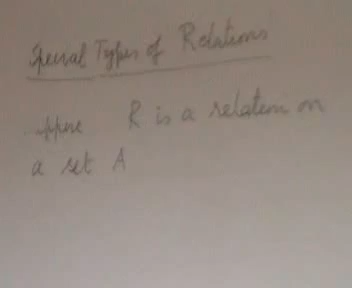 Special Types of Relations
R is a relation on
a set A